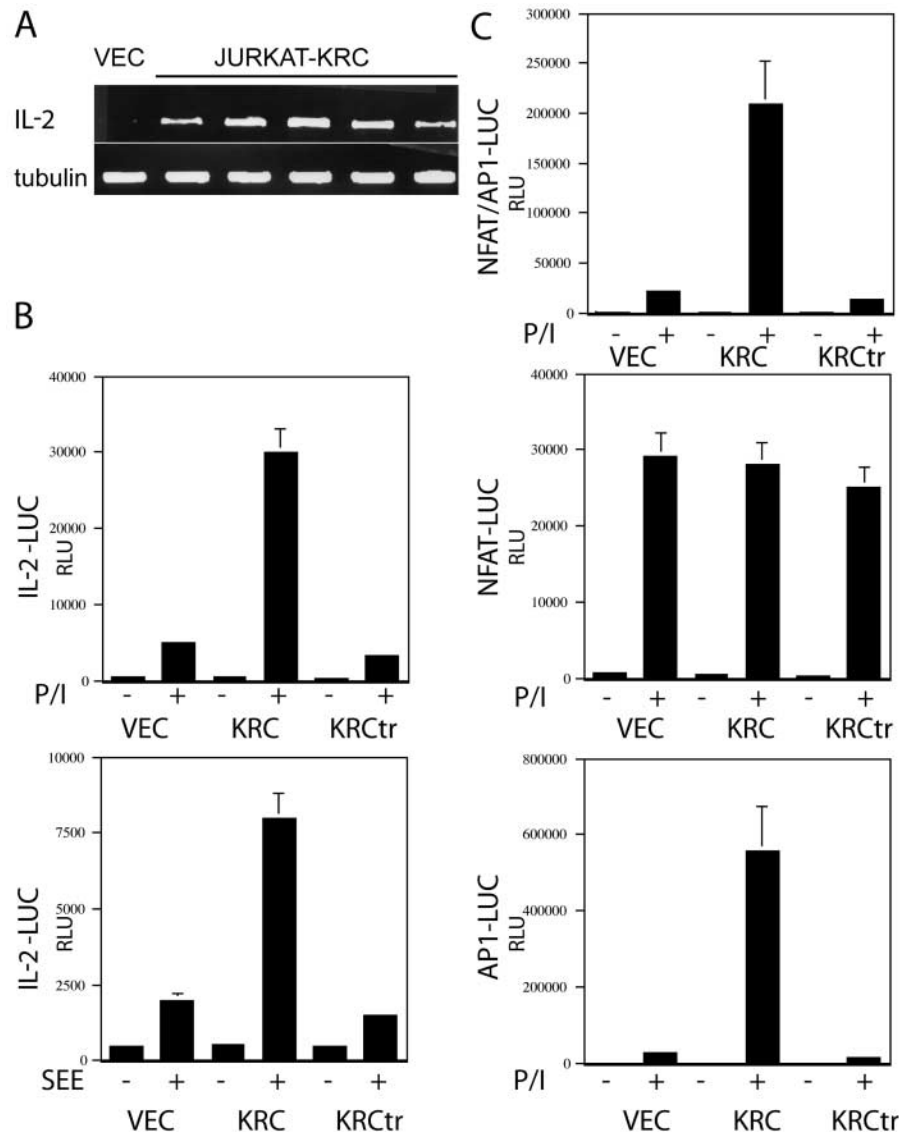 A
VEC JURKAT-KRC
IL-2
tubulin
B
IL-2-LUC
RLU
40000
30000
20000
10000
0
P/I - + - + - +
VEC KRC KRCtr
IL-2-LUC
RLU
10000
7500
5000
2500
0
SEE - + - + - +
VEC KRC KRCtr
C
NFAT/AP1-LUC
RLU
300000
250000
200000
150000
100000
50000
0
P/I - + - + - +
VEC KRC KRCtr
NFAT-LUC
RLU
40000
30000
20000
10000
0
P/I - + - + - +
VEC KRC KRCtr
AP1-LUC
RLU
800000
600000
400000
200000
0
P/I - + - + - +
VEC KRC KRCtr